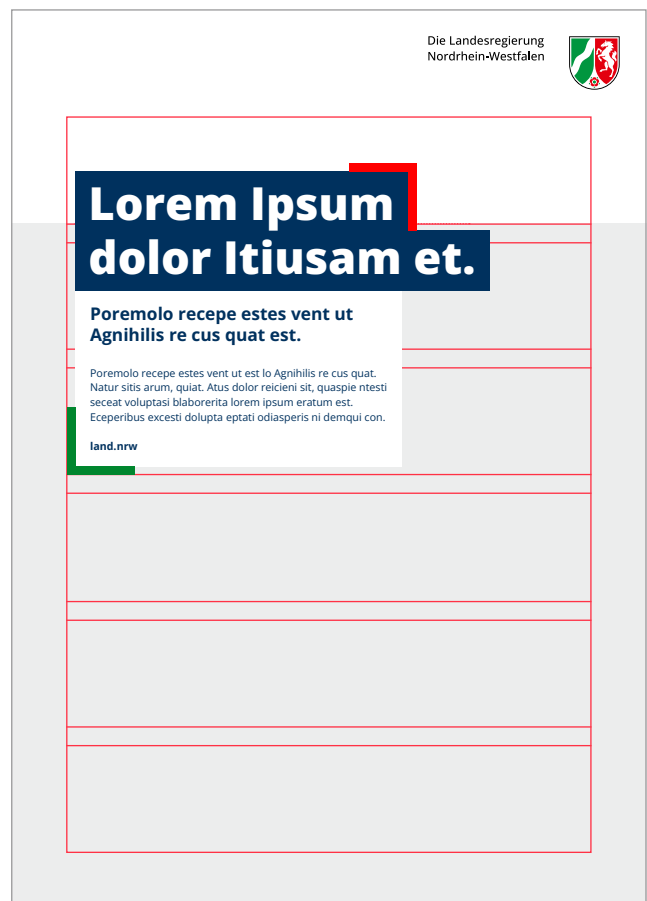 Die Landesregierung
Nordrhein-Westfalen
Lorem Ipsum
dolor Itiusam et.
Poremolo recepe estes vent ut
Agnihilis re cus quat est.
Poremolo recepe estes vent ut est lo Agnihilis re cus quat.
Natur sitis arum, quiat. Atus dolor reicieni sit, quaspie ntesti
seceat voluptasi blaborerita lorem ipsum eratum est.
Eceperibus excesti dolupta eptati odiasperis ni demqui con.
land.nrw